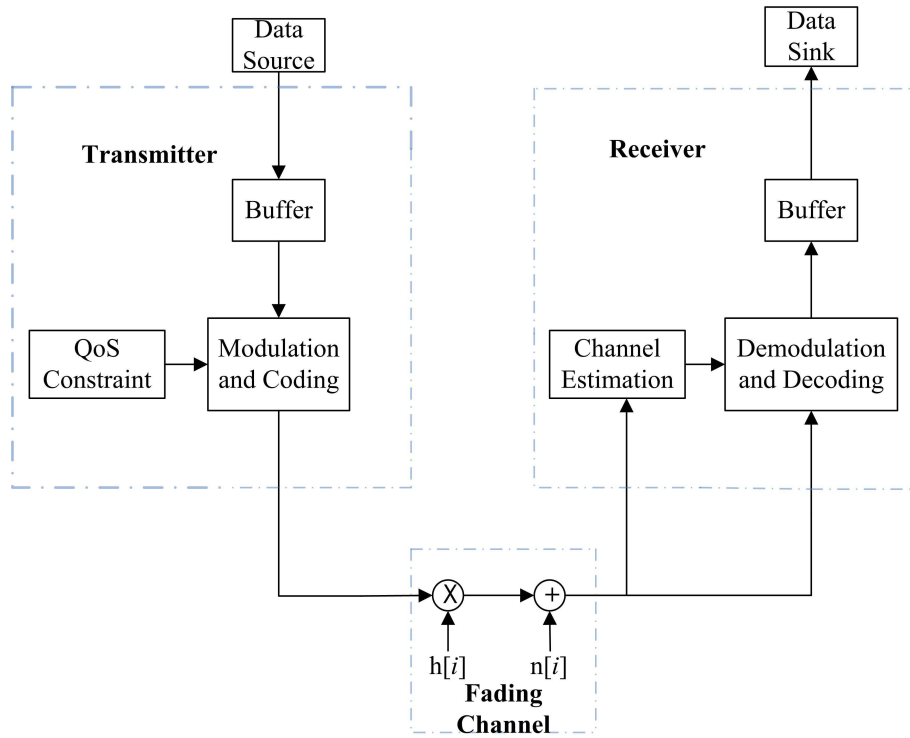 Data
Source
Transmitter
Buffer
QoS
Constraint
Modulation
and Coding
Data
Sink
Receiver
Buffer
Channel
Estimation
Demodulation
and Decoding
X
+
h[i]
n[i]
Fading
Channel